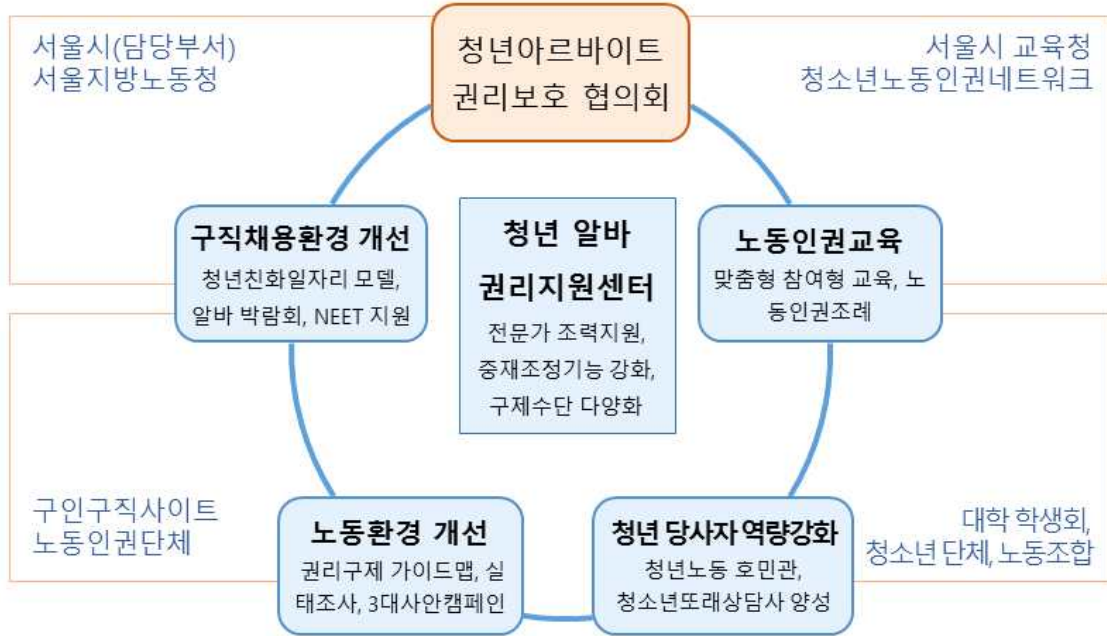 서울시(담당부서)
서울지방노동청
청년아르바이트
권리보호 협의회
서울시 교육청
청소년노동인권네트워크
구직채용환경 개선
청년친화일자리 모델,
알바 박람회, NEET 지원
청년 알바
권리지원센터
전문가 조력지원,
중재조정기능 강화,
구제수단 다양화
노동인권교육
맞춤형 참여형 교육, 노
동인권조례
구인구직사이트
노동인권단체
노동환경 개선
권리구제 가이드맵, 실
태조사, 3대사안캠페인
청년 당사자 역량강화
청년노동 호민관,
청소년또래상담사 양성
대학 학생회,
청소년 단체, 노동조합